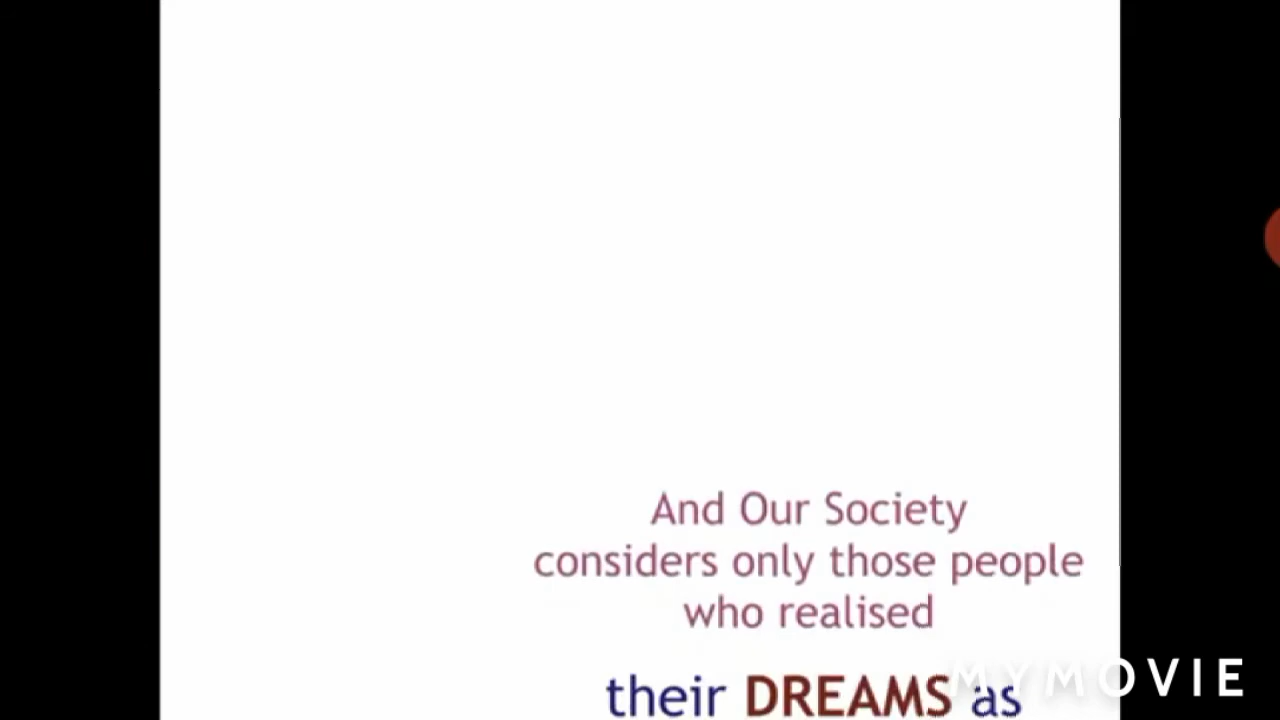 And Our Society
considers only those people
who realised
their DREAMS as
MYMOVIE